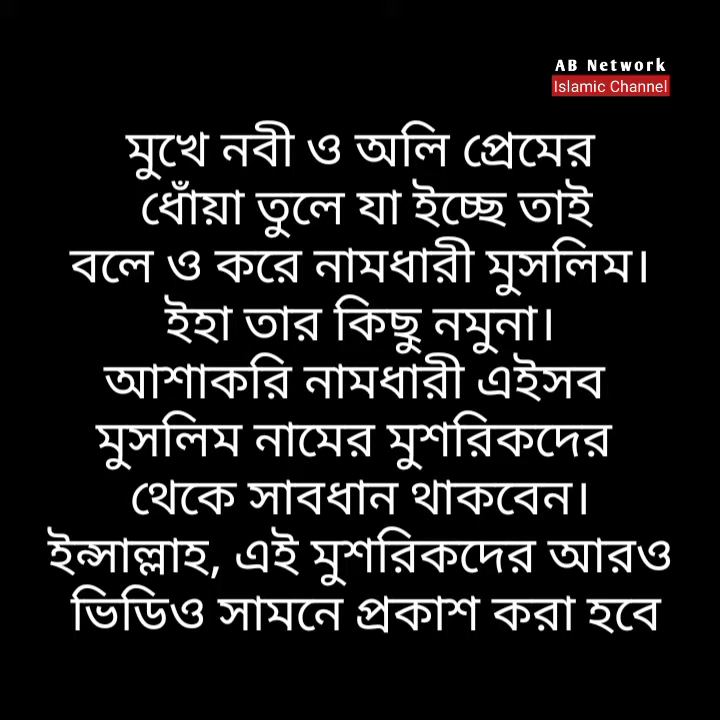 AB Network
Islamic Channel
মুখে নবী ও অলি প্রেমের
ধোঁয়া তুলে যা ইচ্ছে তাই
বলে ও করে নামধারী মুসলিম।
ইহা তার কিছু নমুনা।
আশাকরি নামধারী এইসব
মুসলিম নামের মুশরিকদের
থেকে সাবধান থাকবেন।
ইন্সাল্লাহ, এই মুশরিকদের আরও
ভিডিও সামনে প্রকাশ করা হবে